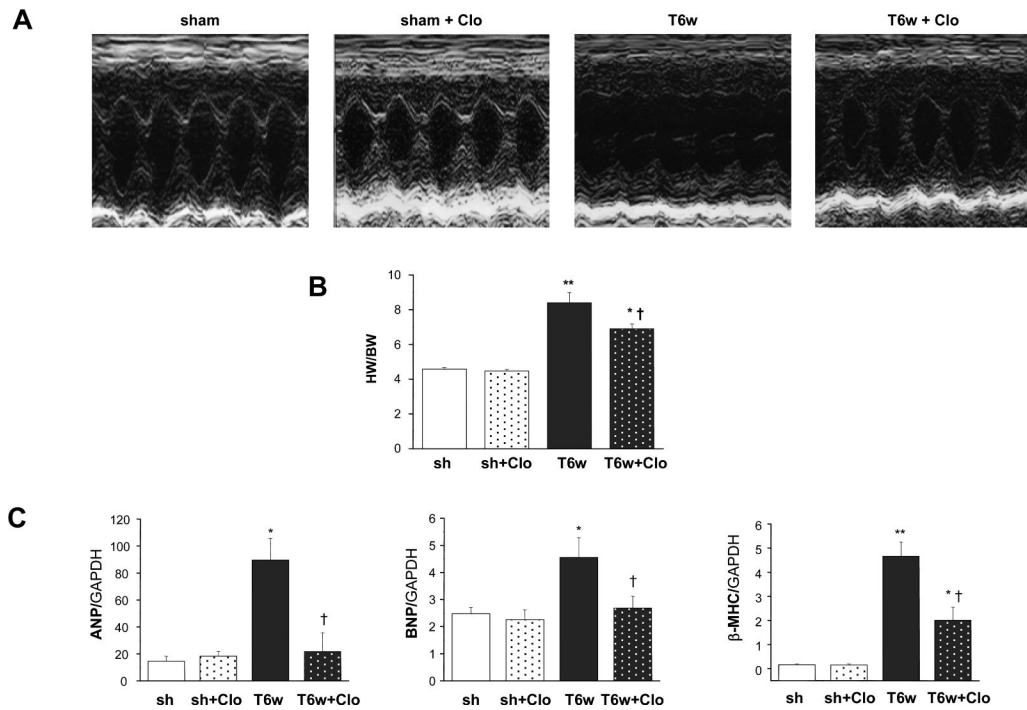 A
sham
sham + Clo
T6w
T6w + Clo
B
HW/BW
10
8
6
4
2
0
**
* †
sh
sh+Clo
T6w
T6w+Clo
C
ANP/GAPDH
120
100
80
60
40
20
0
*
†
sh
sh+Clo
T6w
T6w+Clo
BNP/GAPDH
6
5
4
3
2
1
0
*
†
sh
sh+Clo
T6w
T6w+Clo
β-MHC/GAPDH
6
5
4
3
2
1
0
**
* †
sh
sh+Clo
T6w
T6w+Clo